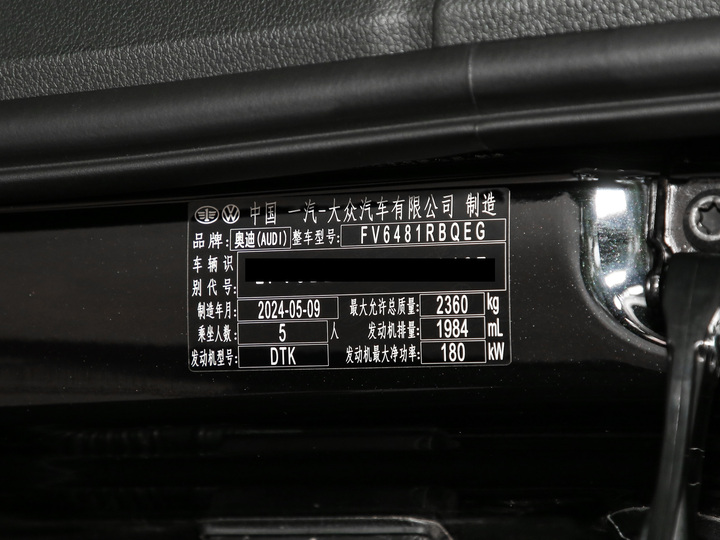 中国 一汽-大众汽车有限公司 制造
品牌: 奥迪(AUDI) 整车型号: FV6481RBQEG
车辆识
别代号:
制造年月: 2024-05-09 最大允许总质量: 2360 kg
乘坐人数: 5 人 发动机排量: 1984 mL
发动机型号: DTK 发动机最大净功率: 180 kW